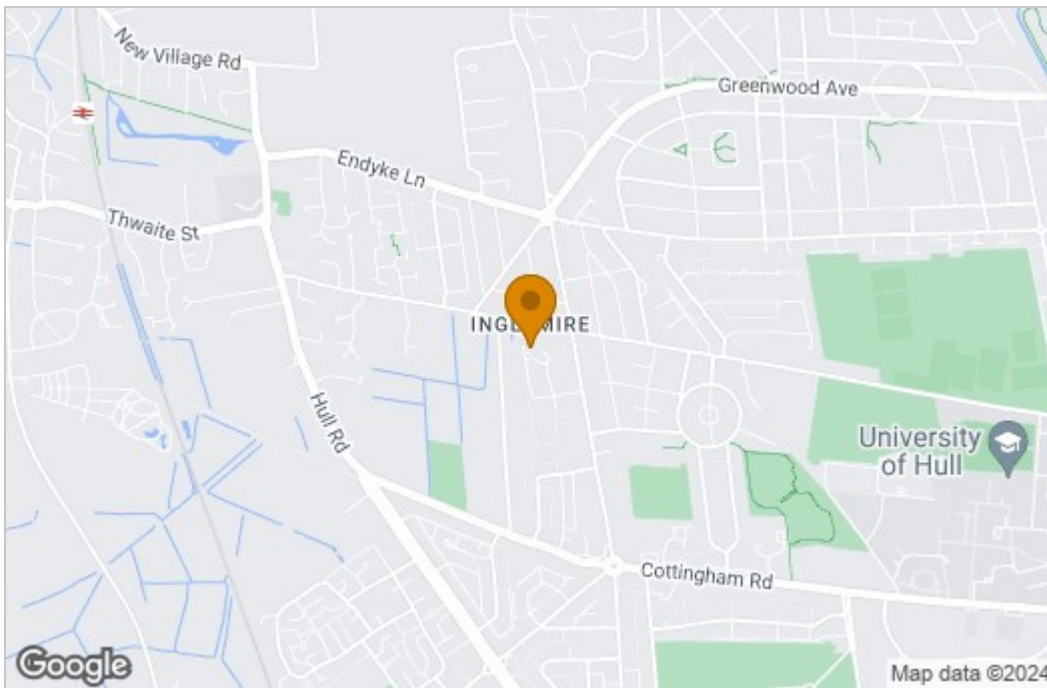 New Village Rd
Greenwood Ave
Endyke Ln
Thwaite St
Hull Rd
University
of Hull
Cottingham Rd
Google
Map data ©2024